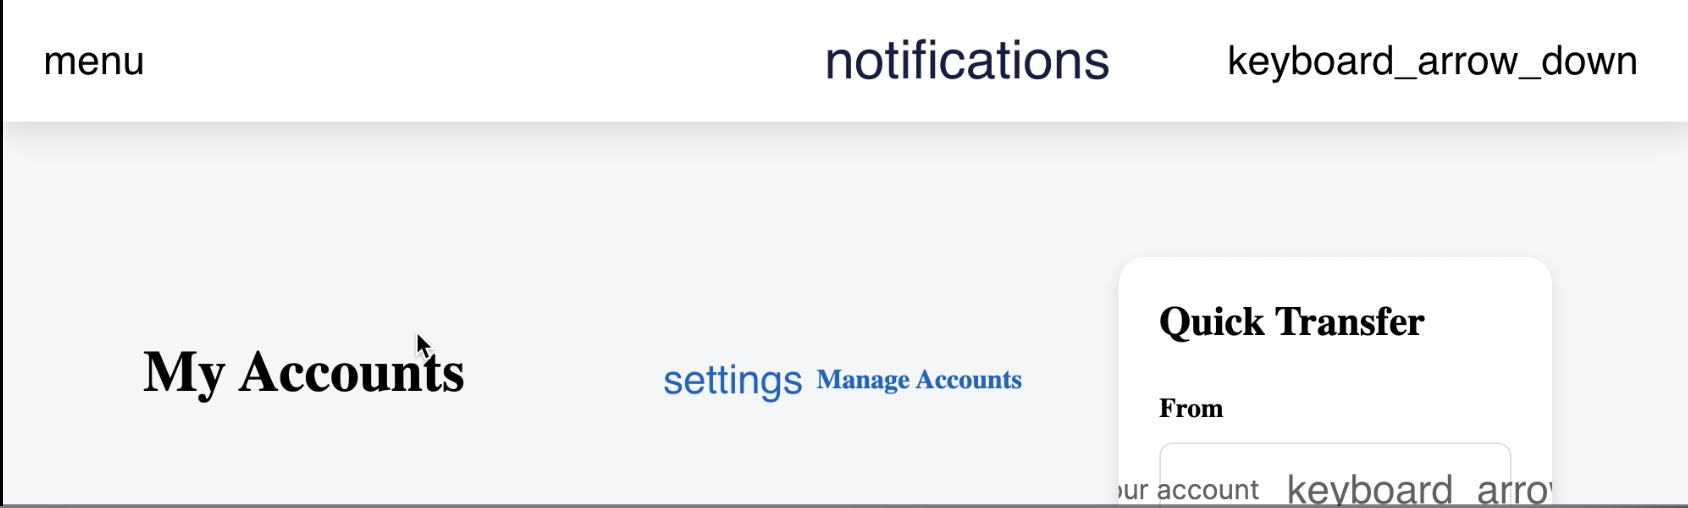 menu notifications keyboard_arrow_down
My Accounts settings Manage Accounts
Quick Transfer
From
account keyboard